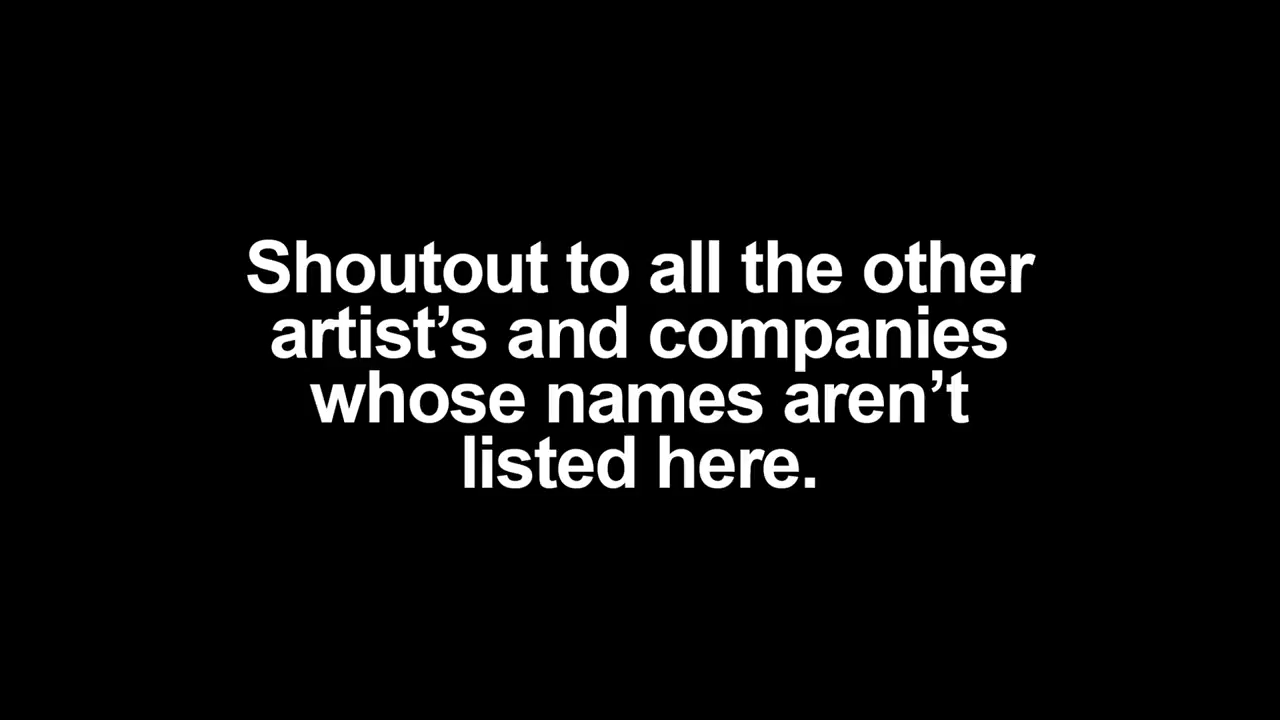 Shoutout to all the other
artist’s and companies
whose names aren’t
listed here.